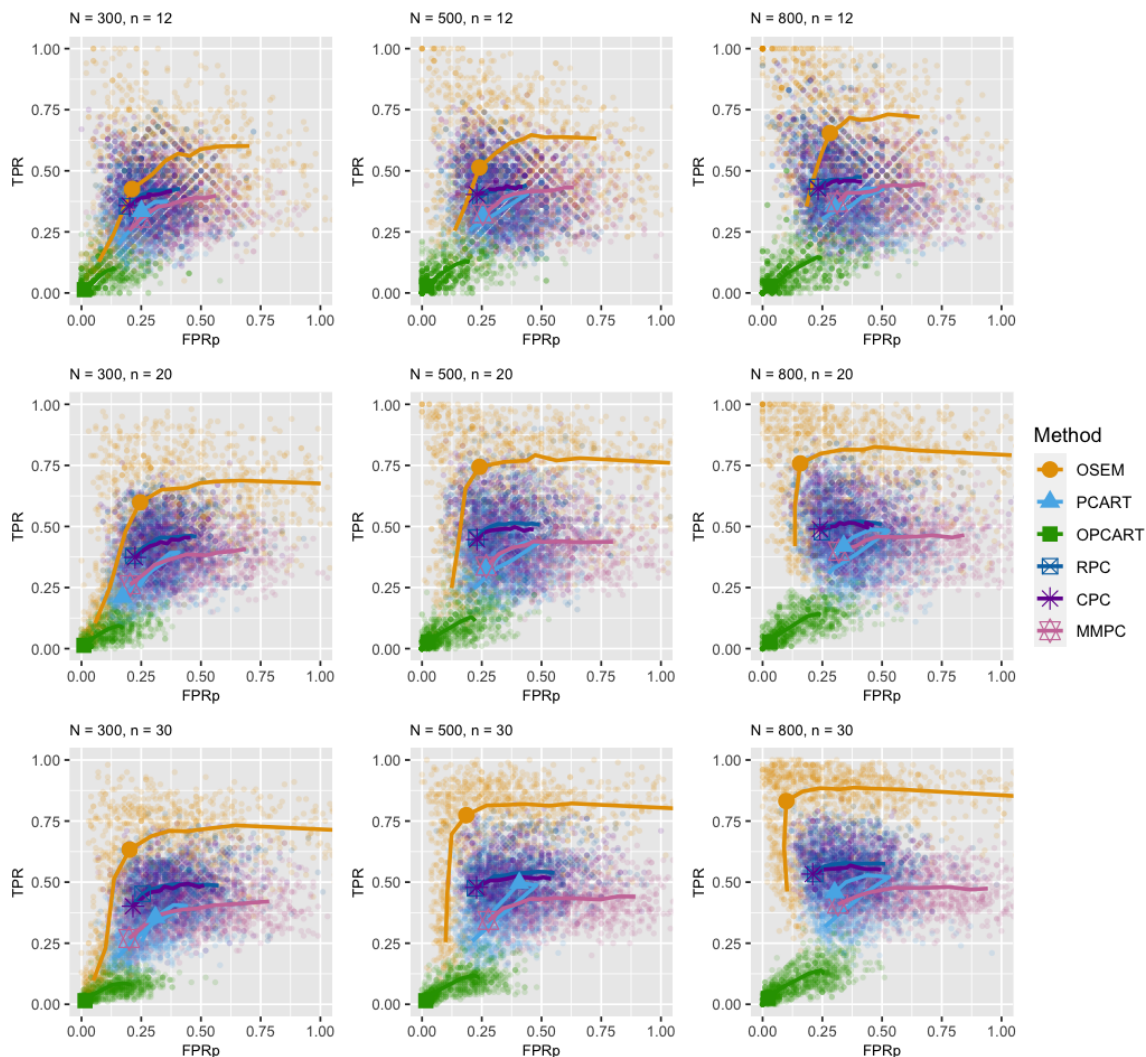 N = 300, n = 12
N = 500, n = 12
N = 800, n = 12
TPR
1.00
0.75
0.50
0.25
0.00
0.00 0.25 0.50 0.75 1.00
FPRp
TPR
1.00
0.75
0.50
0.25
0.00
0.00 0.25 0.50 0.75 1.00
FPRp
TPR
1.00
0.75
0.50
0.25
0.00
0.00 0.25 0.50 0.75 1.00
FPRp
N = 300, n = 20
N = 500, n = 20
N = 800, n = 20
TPR
1.00
0.75
0.50
0.25
0.00
0.00 0.25 0.50 0.75 1.00
FPRp
TPR
1.00
0.75
0.50
0.25
0.00
0.00 0.25 0.50 0.75 1.00
FPRp
TPR
1.00
0.75
0.50
0.25
0.00
0.00 0.25 0.50 0.75 1.00
FPRp
N = 300, n = 30
N = 500, n = 30
N = 800, n = 30
TPR
1.00
0.75
0.50
0.25
0.00
0.00 0.25 0.50 0.75 1.00
FPRp
TPR
1.00
0.75
0.50
0.25
0.00
0.00 0.25 0.50 0.75 1.00
FPRp
TPR
1.00
0.75
0.50
0.25
0.00
0.00 0.25 0.50 0.75 1.00
FPRp
Method
OSEM
PCART
OPCART
RPC
CPC
MMPC